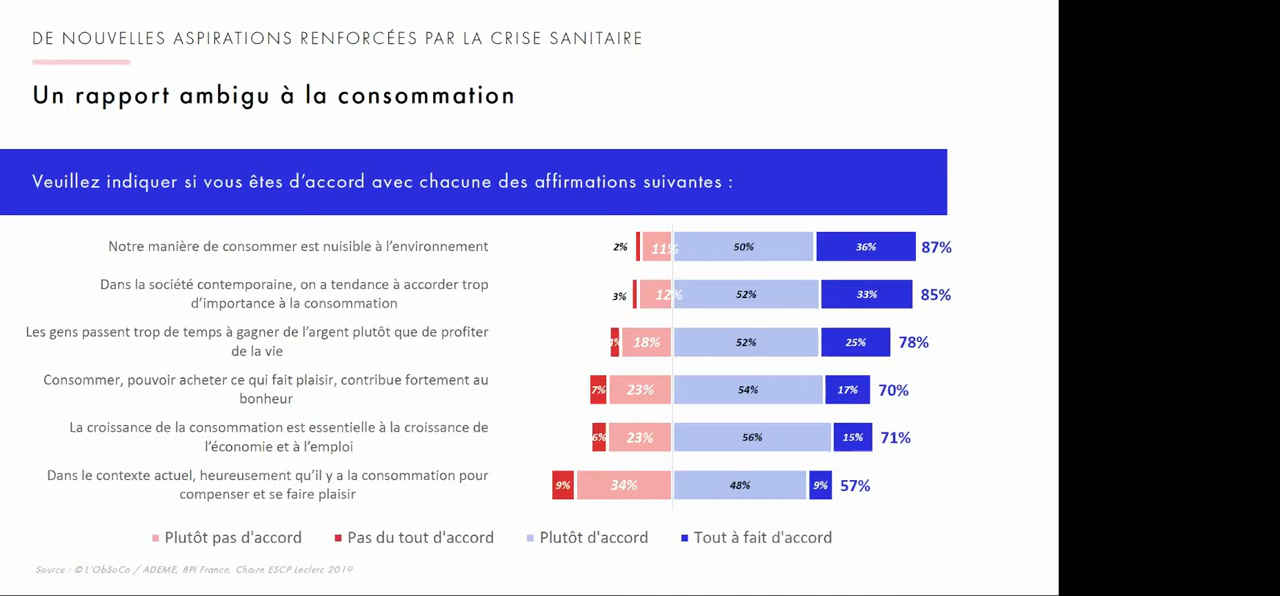 DE NOUVELLES ASPIRATIONS RENFORCÉES PAR LA CRISE SANITAIRE
Un rapport ambigu à la consommation
Veuillez indiquer si vous êtes d'accord avec chacune des affirmations suivantes :
Notre manière de consommer est nuisible à l'environnement
2% 11% 50% 36% 87%
Dans la société contemporaine, on a tendance à accorder trop
d'importance à la consommation
3% 12% 52% 33% 85%
Les gens passent trop de temps à gagner de l'argent plutôt que de profiter
de la vie
18% 52% 25% 78%
Consommer, pouvoir acheter ce qui fait plaisir, contribue fortement au
bonheur
7% 23% 54% 17% 70%
La croissance de la consommation est essentielle à la croissance de
l'économie et à l'emploi
6% 23% 56% 15% 71%
Dans le contexte actuel, heureusement qu'il y a la consommation pour
compenser et se faire plaisir
9% 34% 48% 9% 57%
Plutôt pas d'accord Pas du tout d'accord Plutôt d'accord Tout à fait d'accord
Source : © L'ObSoCo / ADEME, BPI France, Chaire ESCP Leclerc 2019